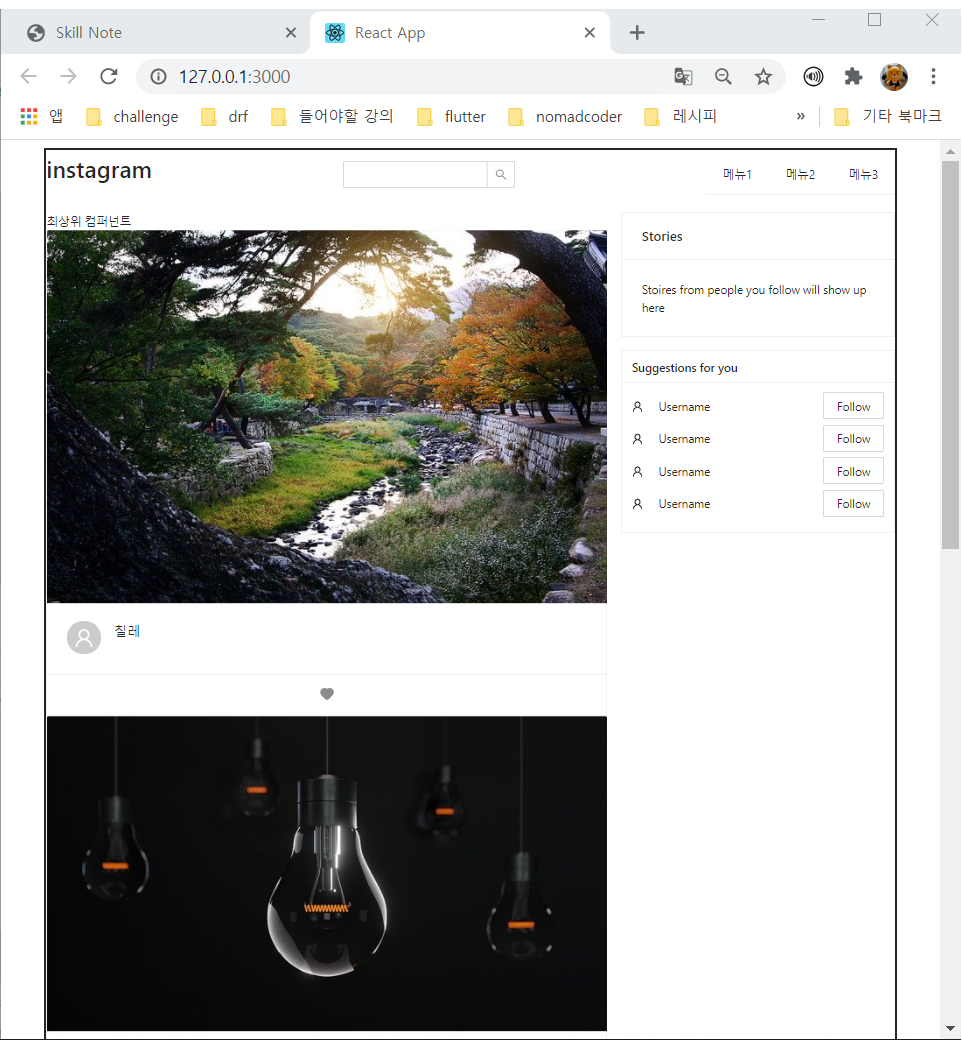 Skill Note
React App
127.0.0.1:3000
앱 challenge drf 들어야할 강의 flutter nomadcoder 레시피 » 기타 북마크
instagram
메뉴1 메뉴2 메뉴3
최상위 컴퍼넌트
Stories
Stoires from people you follow will show up
here
Suggestions for you
Username Follow
Username Follow
Username Follow
Username Follow
칠레